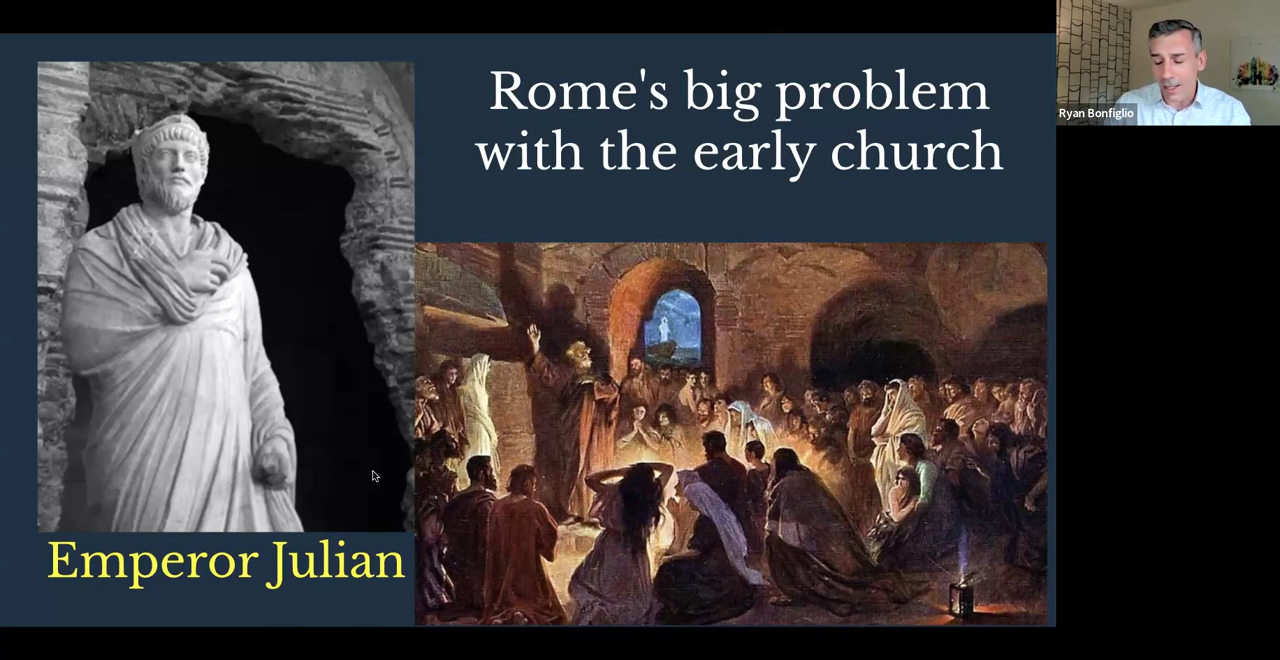 Rome's big problem
with the early church
Emperor Julian
Ryan Bonfiglio